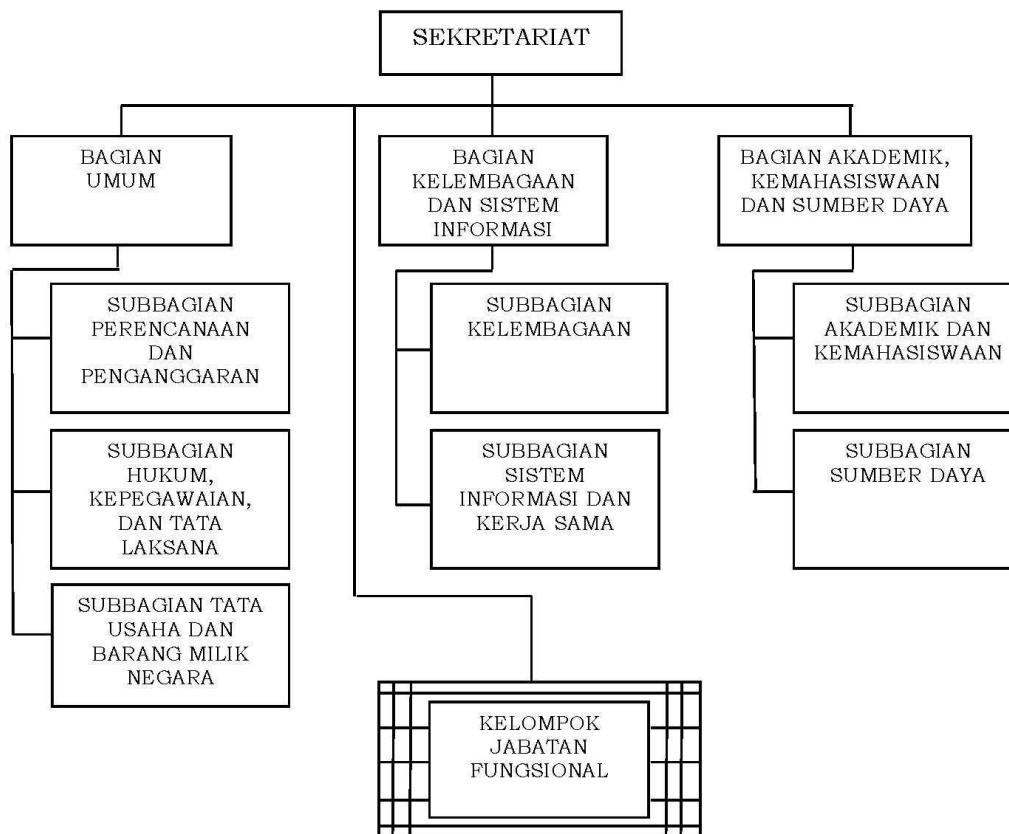 SEKRETARIAT
BAGIAN
UMUM
BAGIAN
KELEMBAGAAN
DAN SISTEM
INFORMASI
BAGIAN AKADEMIK,
KEMAHASISWAAN
DAN SUMBER DAYA
SUBBAGIAN
PERENCANAAN
DAN
PENGANGGARAN
SUBBAGIAN
HUKUM,
KEPEGAWAIAN,
DAN TATA
LAKSANA
SUBBAGIAN TATA
USAHA DAN
BARANG MILIK
NEGARA
SUBBAGIAN
KELEMBAGAAN
SUBBAGIAN
SISTEM
INFORMASI DAN
KERJA SAMA
SUBBAGIAN
AKADEMIK DAN
KEMAHASISWAAN
SUBBAGIAN
SUMBER DAYA
KELOMPOK
JABATAN
FUNGSIONAL